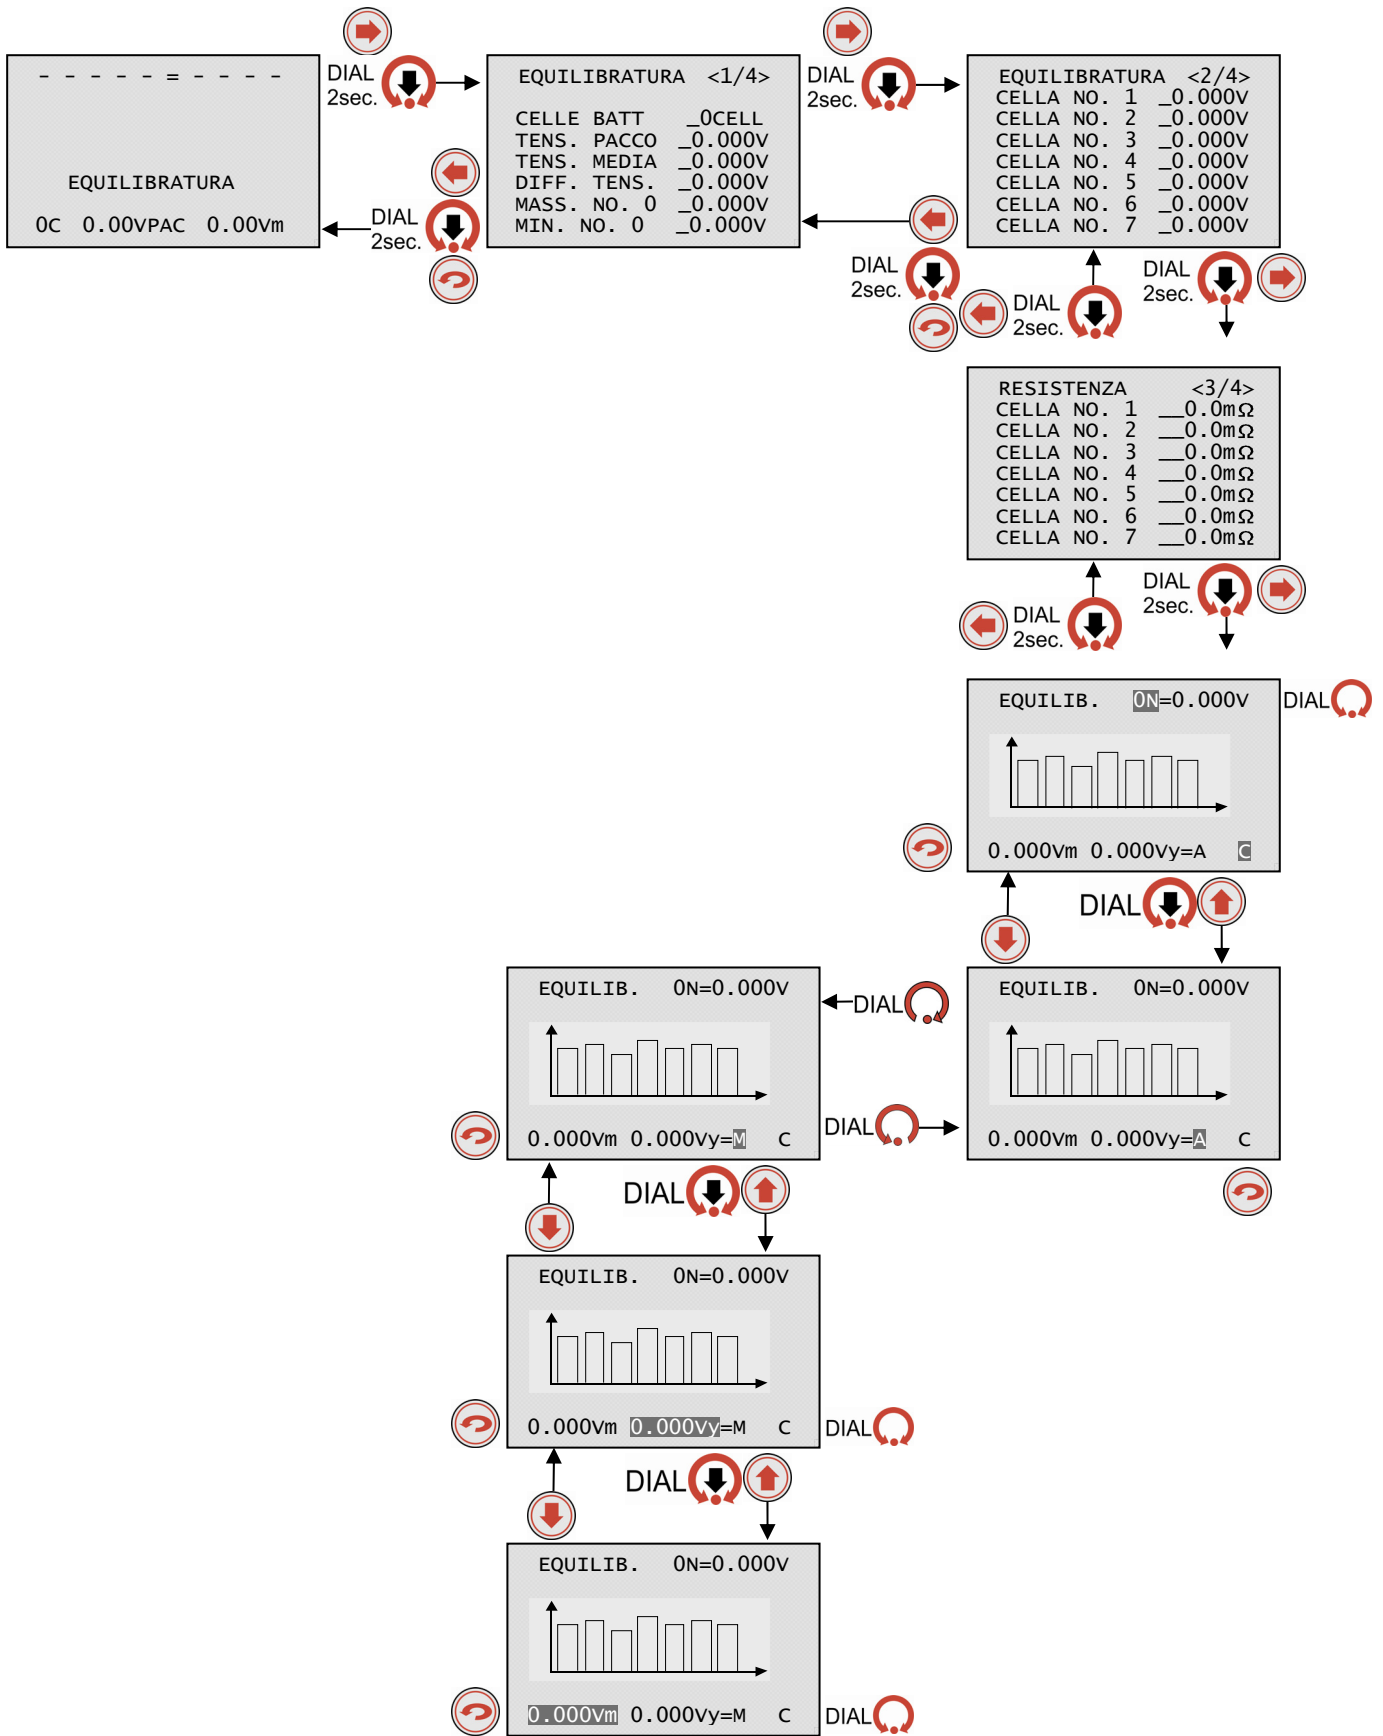 - - - - - = - - - -
EQUILIBRATURA
0C 0.00VPAC 0.00Vm
DIAL
2sec.
DIAL
2sec.
EQUILIBRATURA <1/4>
CELLE BATT _0CELL
TENS. PACCO _0.000V
TENS. MEDIA _0.000V
DIFF. TENS. _0.000V
MASS. NO. 0 _0.000V
MIN. NO. 0 _0.000V
DIAL
2sec.
DIAL
2sec.
EQUILIBRATURA <2/4>
CELLA NO. 1 _0.000V
CELLA NO. 2 _0.000V
CELLA NO. 3 _0.000V
CELLA NO. 4 _0.000V
CELLA NO. 5 _0.000V
CELLA NO. 6 _0.000V
CELLA NO. 7 _0.000V
DIAL
2sec.
DIAL
2sec.
RESISTENZA <3/4>
CELLA NO. 1 __0.0mΩ
CELLA NO. 2 __0.0mΩ
CELLA NO. 3 __0.0mΩ
CELLA NO. 4 __0.0mΩ
CELLA NO. 5 __0.0mΩ
CELLA NO. 6 __0.0mΩ
CELLA NO. 7 __0.0mΩ
DIAL
2sec.
DIAL
2sec.
EQUILIB. 0N=0.000V
0.000Vm 0.000Vy=A C
DIAL
DIAL
EQUILIB. 0N=0.000V
0.000Vm 0.000Vy=M C
DIAL
DIAL
EQUILIB. 0N=0.000V
0.000Vm 0.000Vy=A C
DIAL
EQUILIB. 0N=0.000V
0.000Vm 0.000Vy=M C
DIAL
DIAL
EQUILIB. 0N=0.000V
0.000Vm 0.000Vy=M C
DIAL